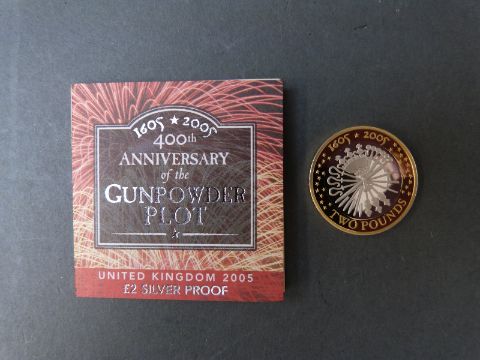 1605 ★ 2005
400th
ANNIVERSARY
of the
GUNPOWDER
PLOT
UNITED KINGDOM 2005
£2 SILVER PROOF
1605 ★ 2005
TWO POUNDS